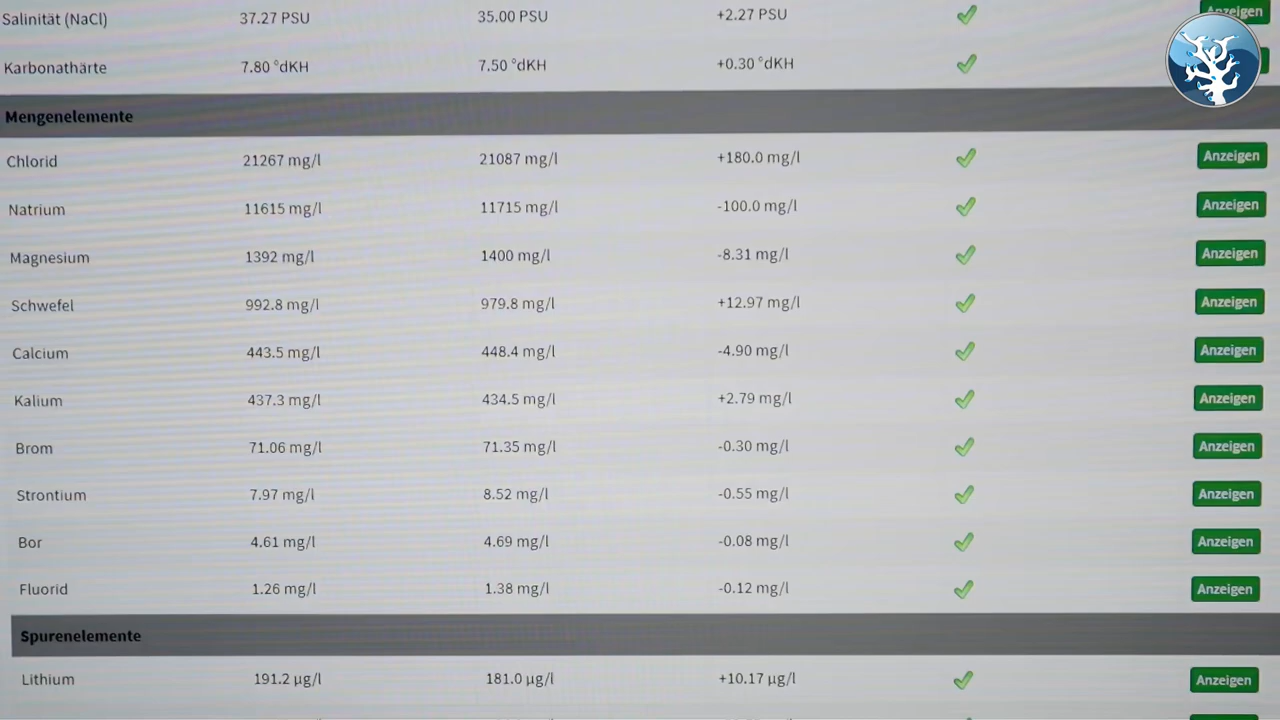 Salinität (NaCl) 37.27 PSU 35.00 PSU +2.27 PSU Anzeigen
Karbonathärte 7.80 °dKH 7.50 °dKH +0.30 °dKH
Mengenelemente
Chlorid 21267 mg/l 21087 mg/l +180.0 mg/l Anzeigen
Natrium 11615 mg/l 11715 mg/l -100.0 mg/l Anzeigen
Magnesium 1392 mg/l 1400 mg/l -8.31 mg/l Anzeigen
Schwefel 992.8 mg/l 979.8 mg/l +12.97 mg/l Anzeigen
Calcium 443.5 mg/l 448.4 mg/l -4.90 mg/l Anzeigen
Kalium 437.3 mg/l 434.5 mg/l +2.79 mg/l Anzeigen
Brom 71.06 mg/l 71.35 mg/l -0.30 mg/l Anzeigen
Strontium 7.97 mg/l 8.52 mg/l -0.55 mg/l Anzeigen
Bor 4.61 mg/l 4.69 mg/l -0.08 mg/l Anzeigen
Fluorid 1.26 mg/l 1.38 mg/l -0.12 mg/l Anzeigen
Spurenelemente
Lithium 191.2 µg/l 181.0 µg/l +10.17 µg/l Anzeigen